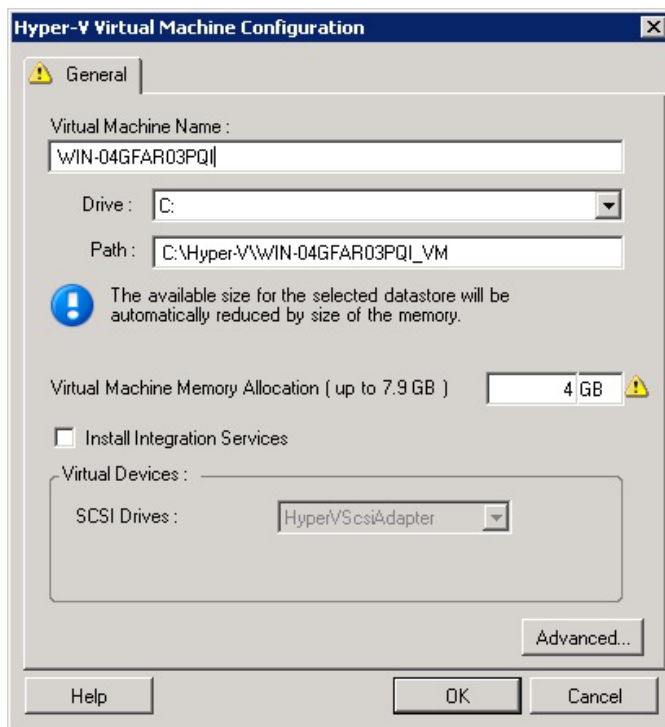 Hyper-V Virtual Machine Configuration
General
Virtual Machine Name :
WIN-04GFAR03PQI
Drive :
C:
Path :
C:\Hyper-V\WIN-04GFAR03PQI_VM
The available size for the selected datastore will be
automatically reduced by size of the memory.
Virtual Machine Memory Allocation ( up to 7.9 GB )
4 GB
Install Integration Services
Virtual Devices :
SCSI Drives :
HyperVScsiAdapter
Advanced...
Help
OK
Cancel